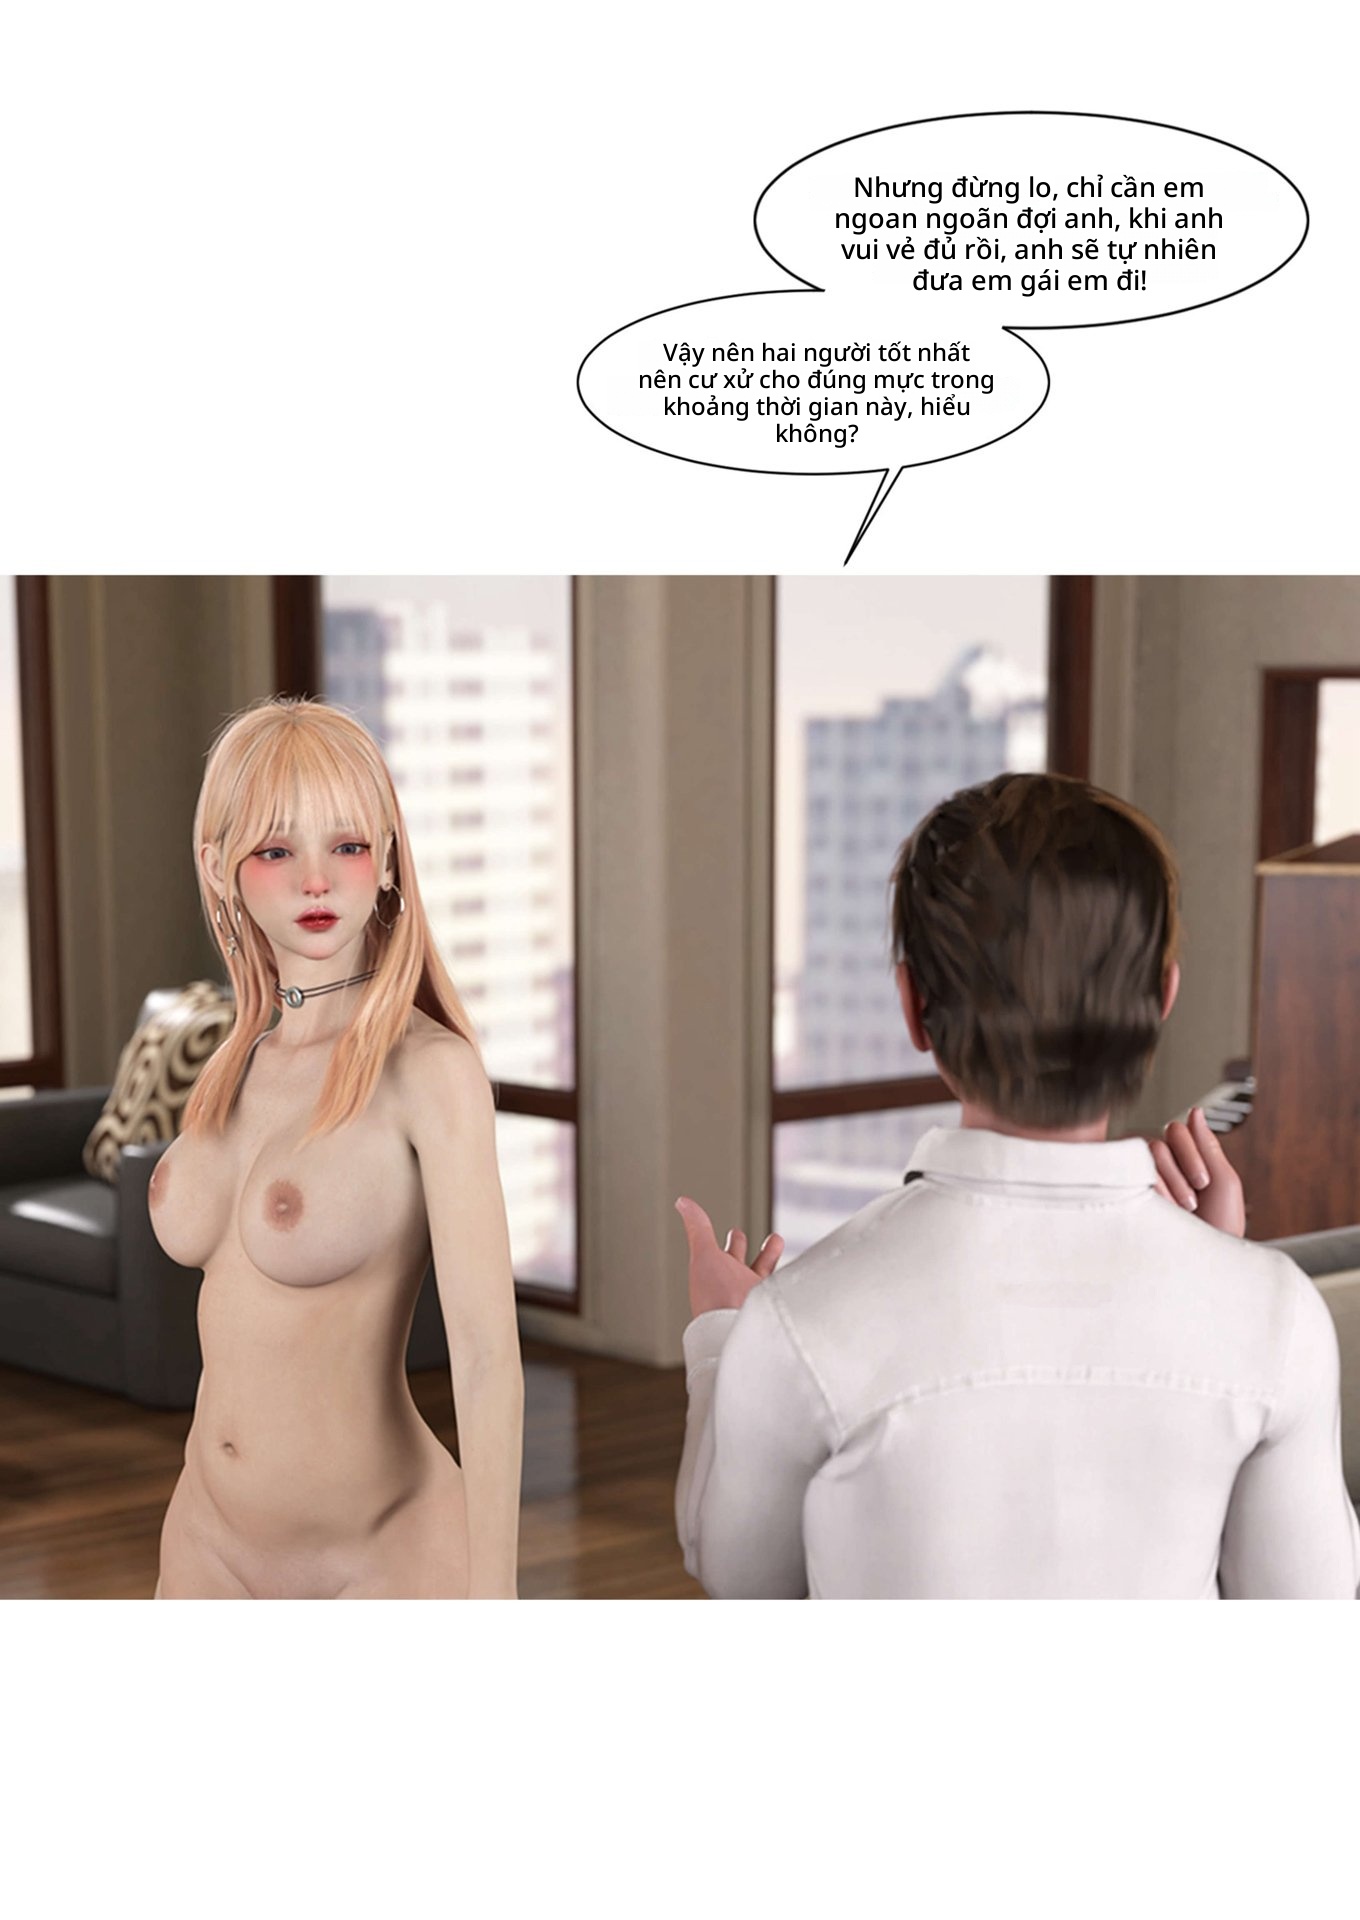 Nhưng đừng lo, chỉ cần em
ngoan ngoãn đợi anh, khi anh
vui vẻ đủ rồi, anh sẽ tự nhiên
đưa em gái em đi!
Vậy nên hai người tốt nhất
nên cư xử cho đúng mực trong
khoảng thời gian này, hiểu
không?